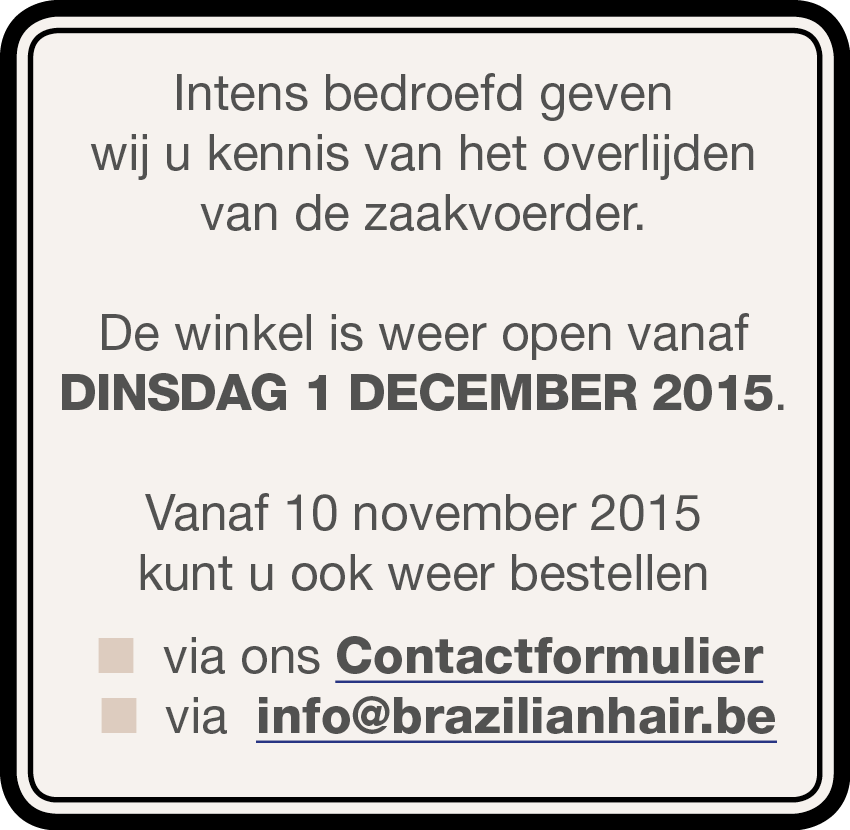 Intens bedroefd geven
wij u kennis van het overlijden
van de zaakvoerder.
De winkel is weer open vanaf
DINSDAG 1 DECEMBER 2015.
Vanaf 10 november 2015
kunt u ook weer bestellen
via ons Contactformulier
via info@brazilianhair.be